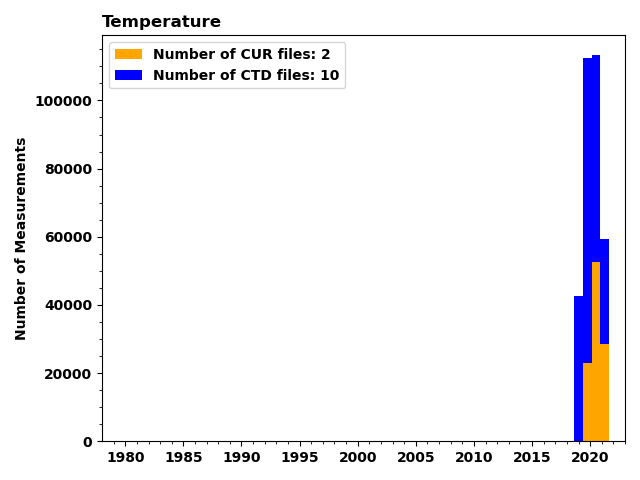 Temperature
Number of CUR files: 2
Number of CTD files: 10
Number of Measurements
100000
80000
60000
40000
20000
0
1980 1985 1990 1995 2000 2005 2010 2015 2020